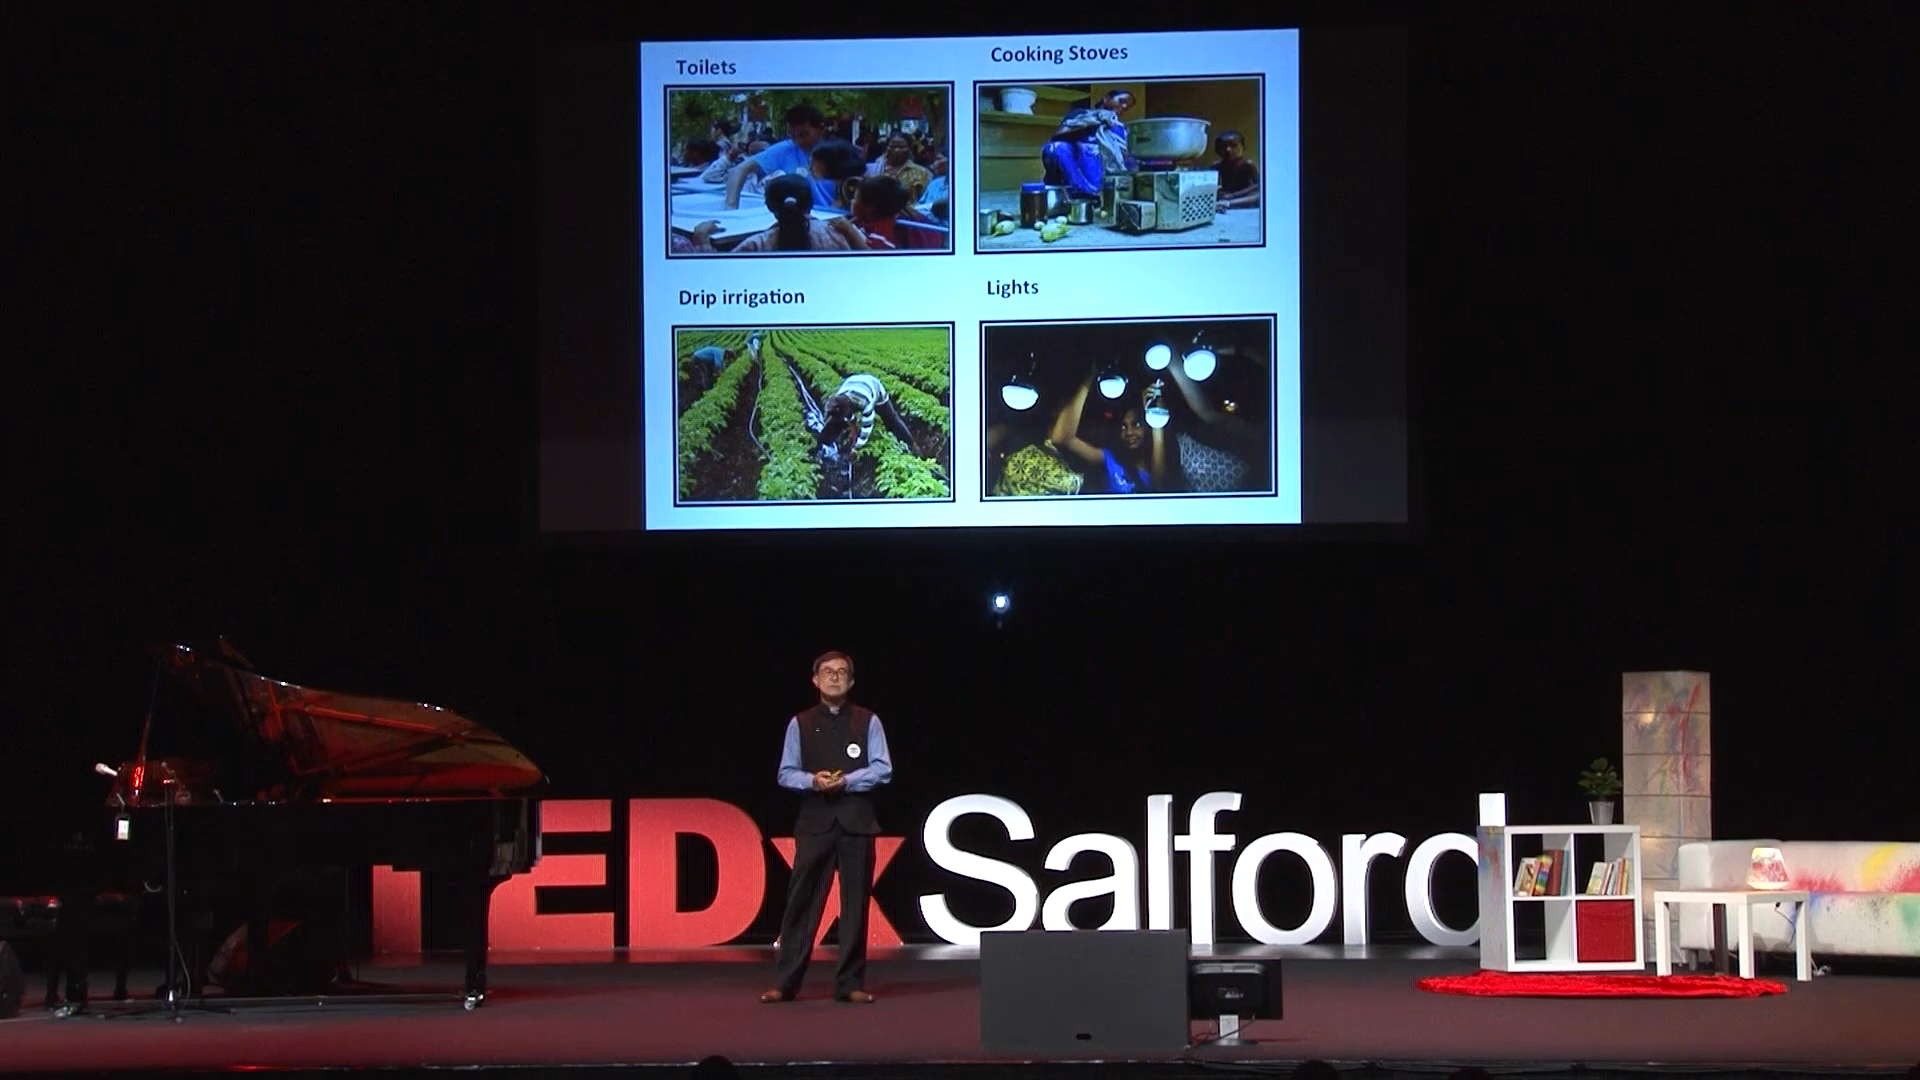 Toilets
Cooking Stoves
Drip irrigation
Lights
TEDxSalford